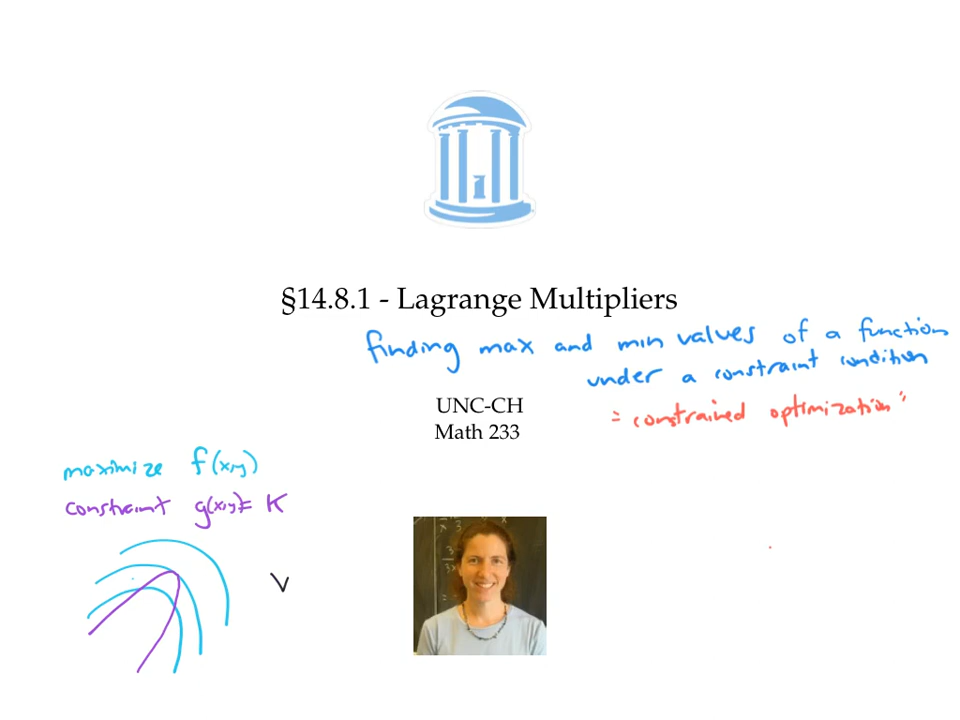 §14.8.1 - Lagrange Multipliers
finding max and min values of a function
under a constraint condition
= constrained optimization"
UNC-CH
Math 233
maximize f(x,y)
constraint g(x,y)= K
V